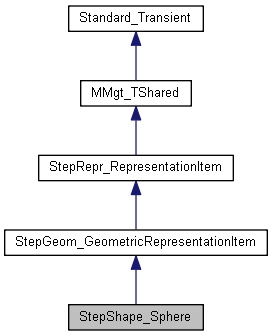 Standard_Transient
MMgt_TShared
StepRepr_RepresentationItem
StepGeom_GeometricRepresentationItem
StepShape_Sphere